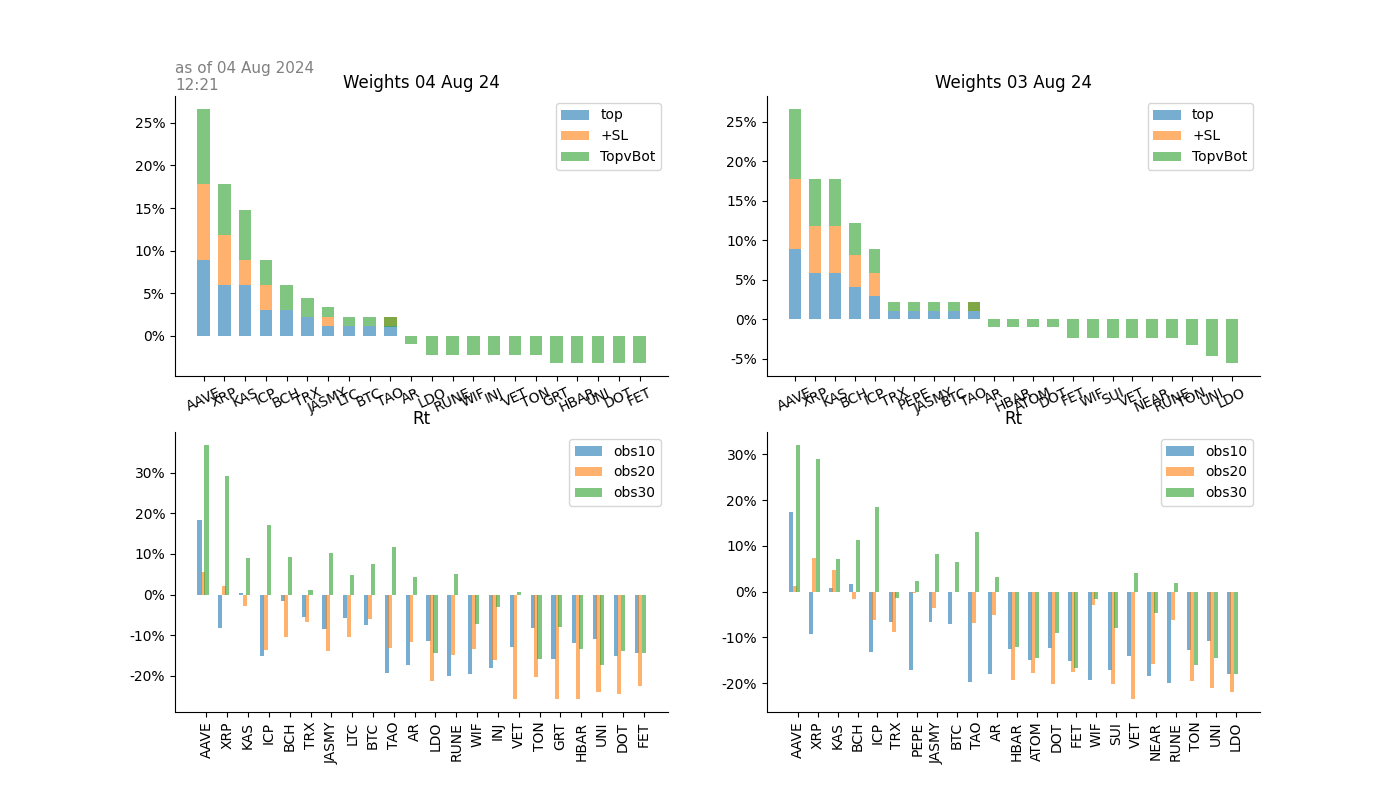 as of 04 Aug 2024
12:21
Weights 04 Aug 24
25%
20%
15%
10%
5%
0%
top
+SL
TopvBot
AAVE XRP KAS ICP BCH TRX JASMY LTC BTC TAO AR LDO RUNE WIF INJ VET TON GRT HBAR UNI DOT FET
Weights 03 Aug 24
25%
20%
15%
10%
5%
0%
-5%
top
+SL
TopvBot
AAVE XRP KAS BCH ICP TRX PEPE JASMY BTC TAO AR HBAR ATOM DOT FET WIF SUI VET NEAR RUNE TON UNI LDO
Rt
30%
20%
10%
0%
-10%
-20%
obs10
obs20
obs30
AAVE XRP KAS ICP BCH TRX JASMY LTC BTC TAO AR LDO RUNE WIF INJ VET TON GRT HBAR UNI DOT FET
Rt
30%
20%
10%
0%
-10%
-20%
obs10
obs20
obs30
AAVE XRP KAS BCH ICP TRX PEPE JASMY BTC TAO AR HBAR ATOM DOT FET WIF SUI VET NEAR RUNE TON UNI LDO